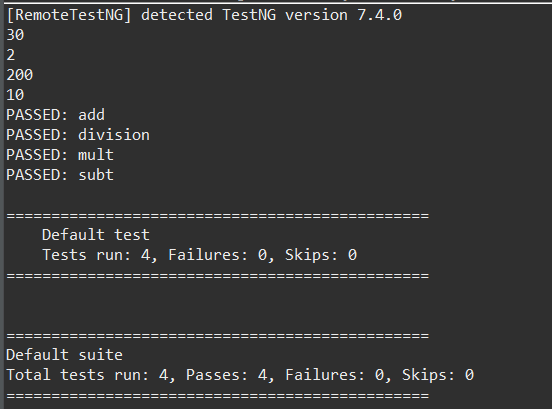 [RemoteTestNG] detected TestNG version 7.4.0
30
2
200
10
PASSED: add
PASSED: division
PASSED: mult
PASSED: subt
===============================================
Default test
Tests run: 4, Failures: 0, Skips: 0
===============================================
===============================================
Default suite
Total tests run: 4, Passes: 4, Failures: 0, Skips: 0
===============================================